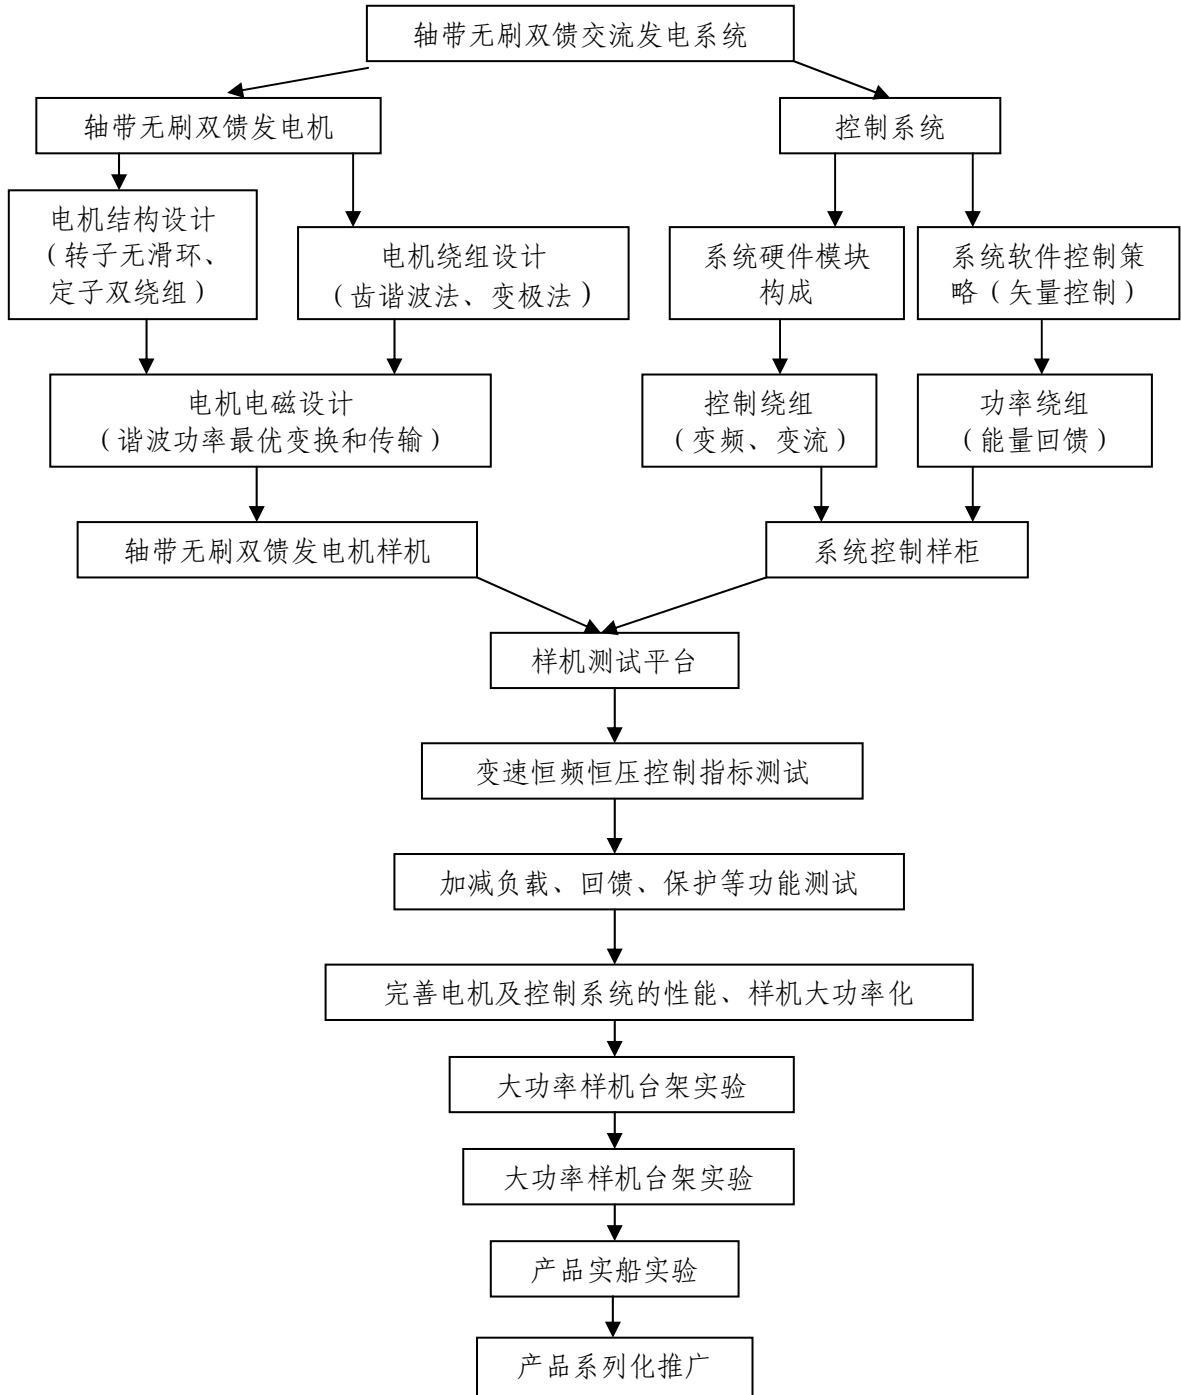 轴带无刷双馈交流发电系统
轴带无刷双馈发电机
控制系统
电机结构设计
（转子无滑环、
定子双绕组）
电机绕组设计
（齿谐波法、变极法）
系统硬件模块
构成
系统软件控制策
略（矢量控制）
电机电磁设计
（谐波功率最优变换和传输）
控制绕组
（变频、变流）
功率绕组
（能量回馈）
轴带无刷双馈发电机样机
系统控制样柜
样机测试平台
变速恒频恒压控制指标测试
加减负载、回馈、保护等功能测试
完善电机及控制系统的性能、样机大功率化
大功率样机台架实验
大功率样机台架实验
产品实船实验
产品系列化推广